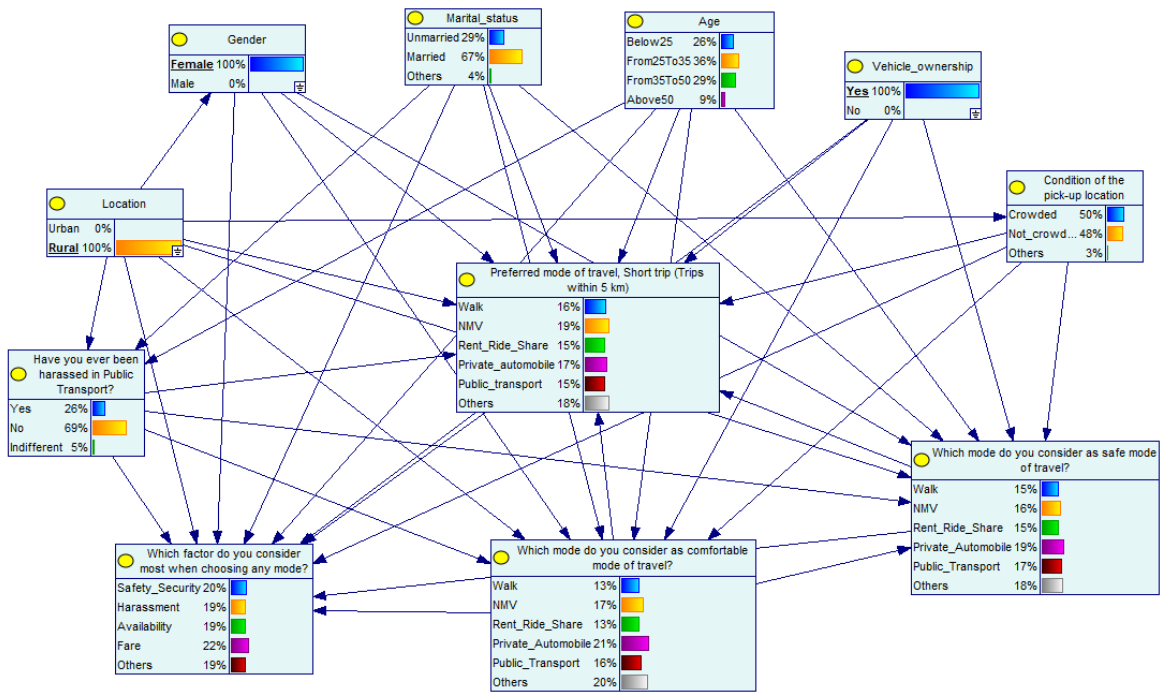 Gender
Female 100%
Male 0%
Marital_status
Unmarried 29%
Married 67%
Others 4%
Age
Below25 26%
From25To35 36%
From35To50 29%
Above50 9%
Vehicle_ownership
Yes 100%
No 0%
Location
Urban 0%
Rural 100%
Condition of the
pick-up location
Crowded 50%
Not_crowd... 48%
Others 3%
Preferred mode of travel, Short trip (Trips
within 5 km)
Walk 16%
NMV 19%
Rent_Ride_Share 15%
Private_automobile 17%
Public_transport 15%
Others 18%
Have you ever been
harassed in Public
Transport?
Yes 26%
No 69%
Indifferent 5%
Which mode do you consider as safe mode
of travel?
Walk 15%
NMV 16%
Rent_Ride_Share 15%
Private_Automobile 19%
Public_Transport 17%
Others 18%
Which factor do you consider
most when choosing any mode?
Safety_Security 20%
Harassment 19%
Availability 19%
Fare 22%
Others 19%
Which mode do you consider as comfortable
mode of travel?
Walk 13%
NMV 17%
Rent_Ride_Share 13%
Private_Automobile 21%
Public_Transport 16%
Others 20%